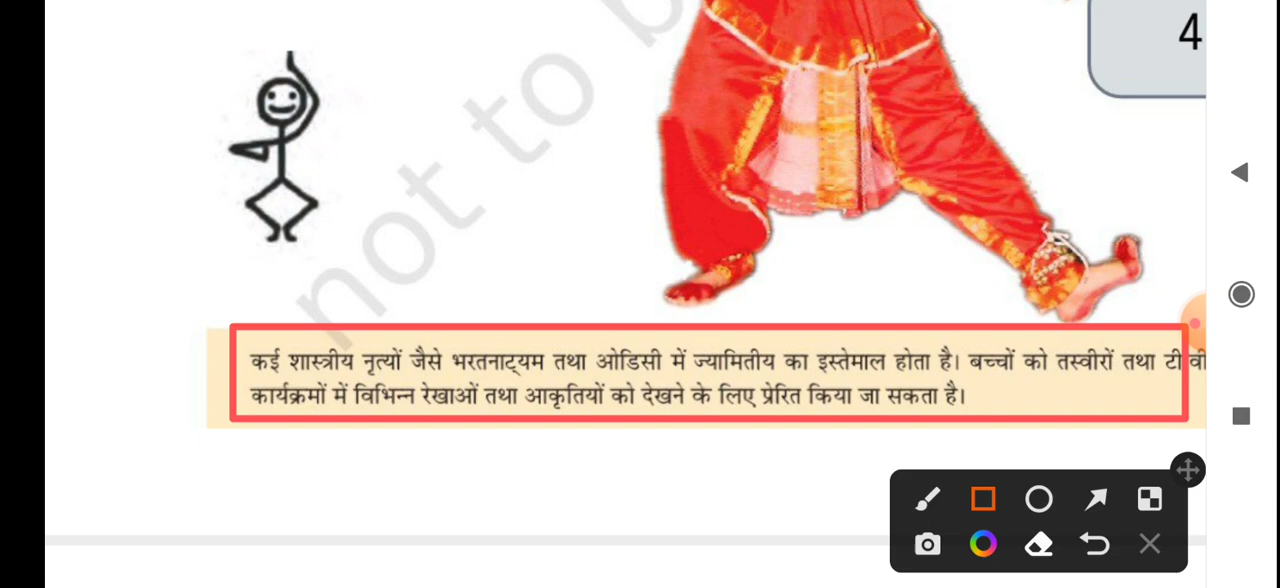 4
not to b
कई शास्त्रीय नृत्यों जैसे भरतनाट्यम तथा ओडिसी में ज्यामितीय का इस्तेमाल होता है। बच्चों को तस्वीरों तथा टी वी
कार्यक्रमों में विभिन्न रेखाओं तथा आकृतियों को देखने के लिए प्रेरित किया जा सकता है।